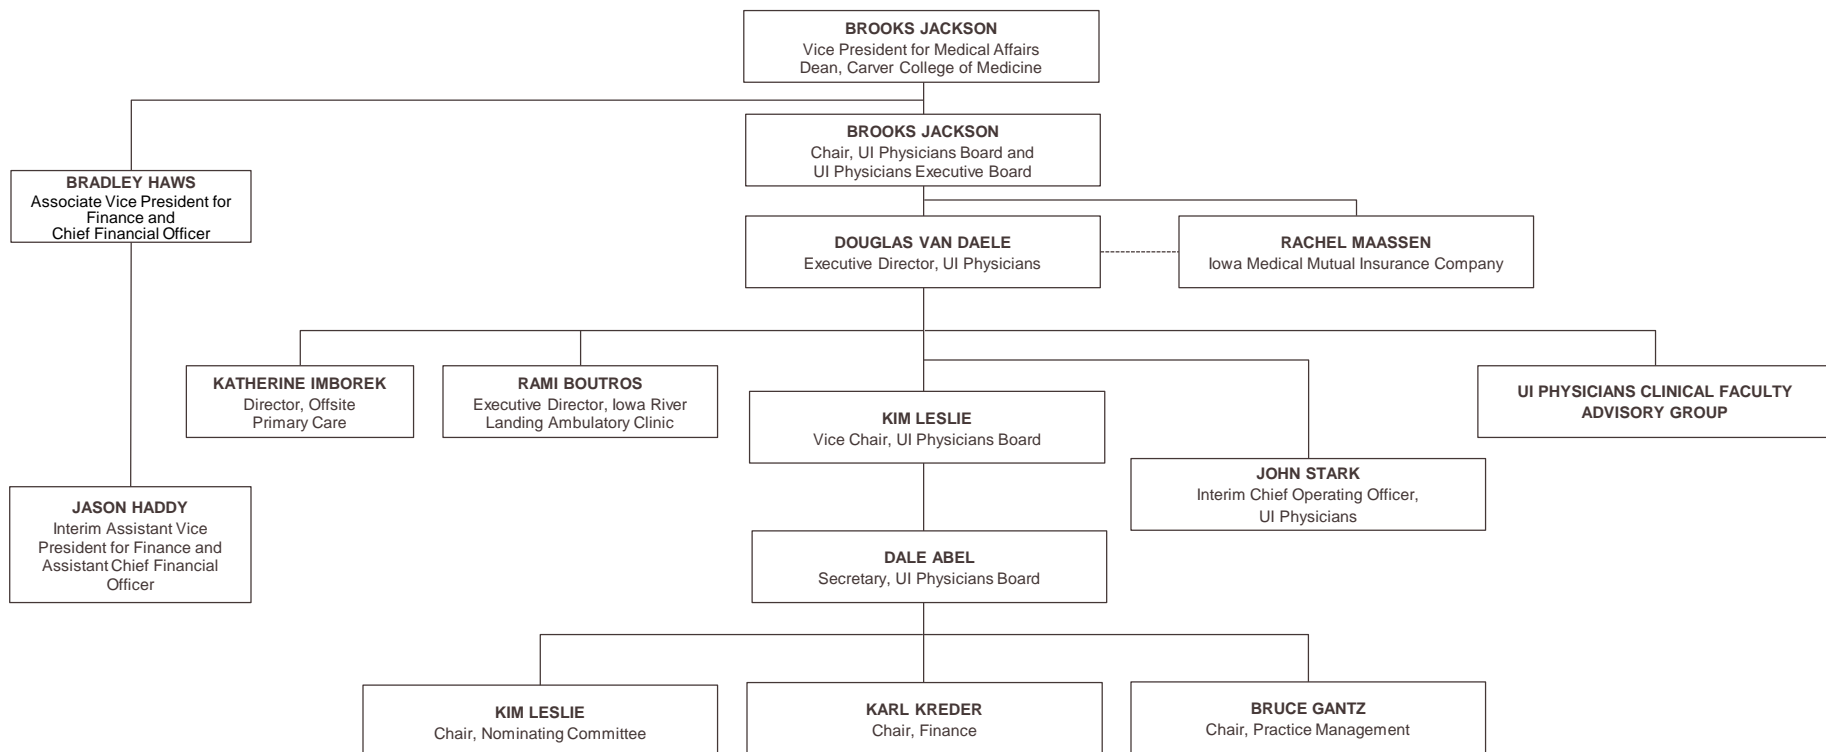 BROOKS JACKSON
Vice President for Medical Affairs
Dean, Carver College of Medicine
BROOKS JACKSON
Chair, UI Physicians Board and
UI Physicians Executive Board
BRADLEY HAWS
Associate Vice President for
Finance and
Chief Financial Officer
DOUGLAS VAN DAELE
Executive Director, UI Physicians
RACHEL MAASSEN
Iowa Medical Mutual Insurance Company
KATHERINE IMBOREK
Director, Offsite
Primary Care
RAMI BOUTROS
Executive Director, Iowa River
Landing Ambulatory Clinic
KIM LESLIE
Vice Chair, UI Physicians Board
UI PHYSICIANS CLINICAL FACULTY
ADVISORY GROUP
JOHN STARK
Interim Chief Operating Officer,
UI Physicians
JASON HADDY
Interim Assistant Vice
President for Finance and
Assistant Chief Financial
Officer
DALE ABEL
Secretary, UI Physicians Board
KIM LESLIE
Chair, Nominating Committee
KARL KREDER
Chair, Finance
BRUCE GANTZ
Chair, Practice Management